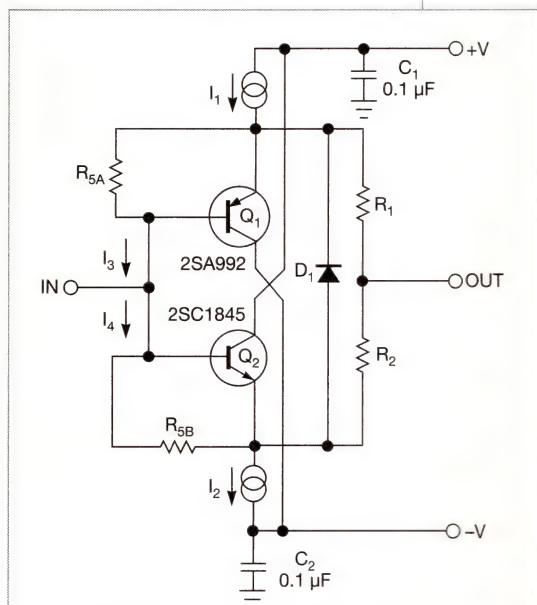 +V
C1
0.1 µF
I1
R5A
R1
Q1
I3
2SA992
D1
IN
OUT
I4
2SC1845
Q2
R2
R5B
I2
–V
C2
0.1 µF